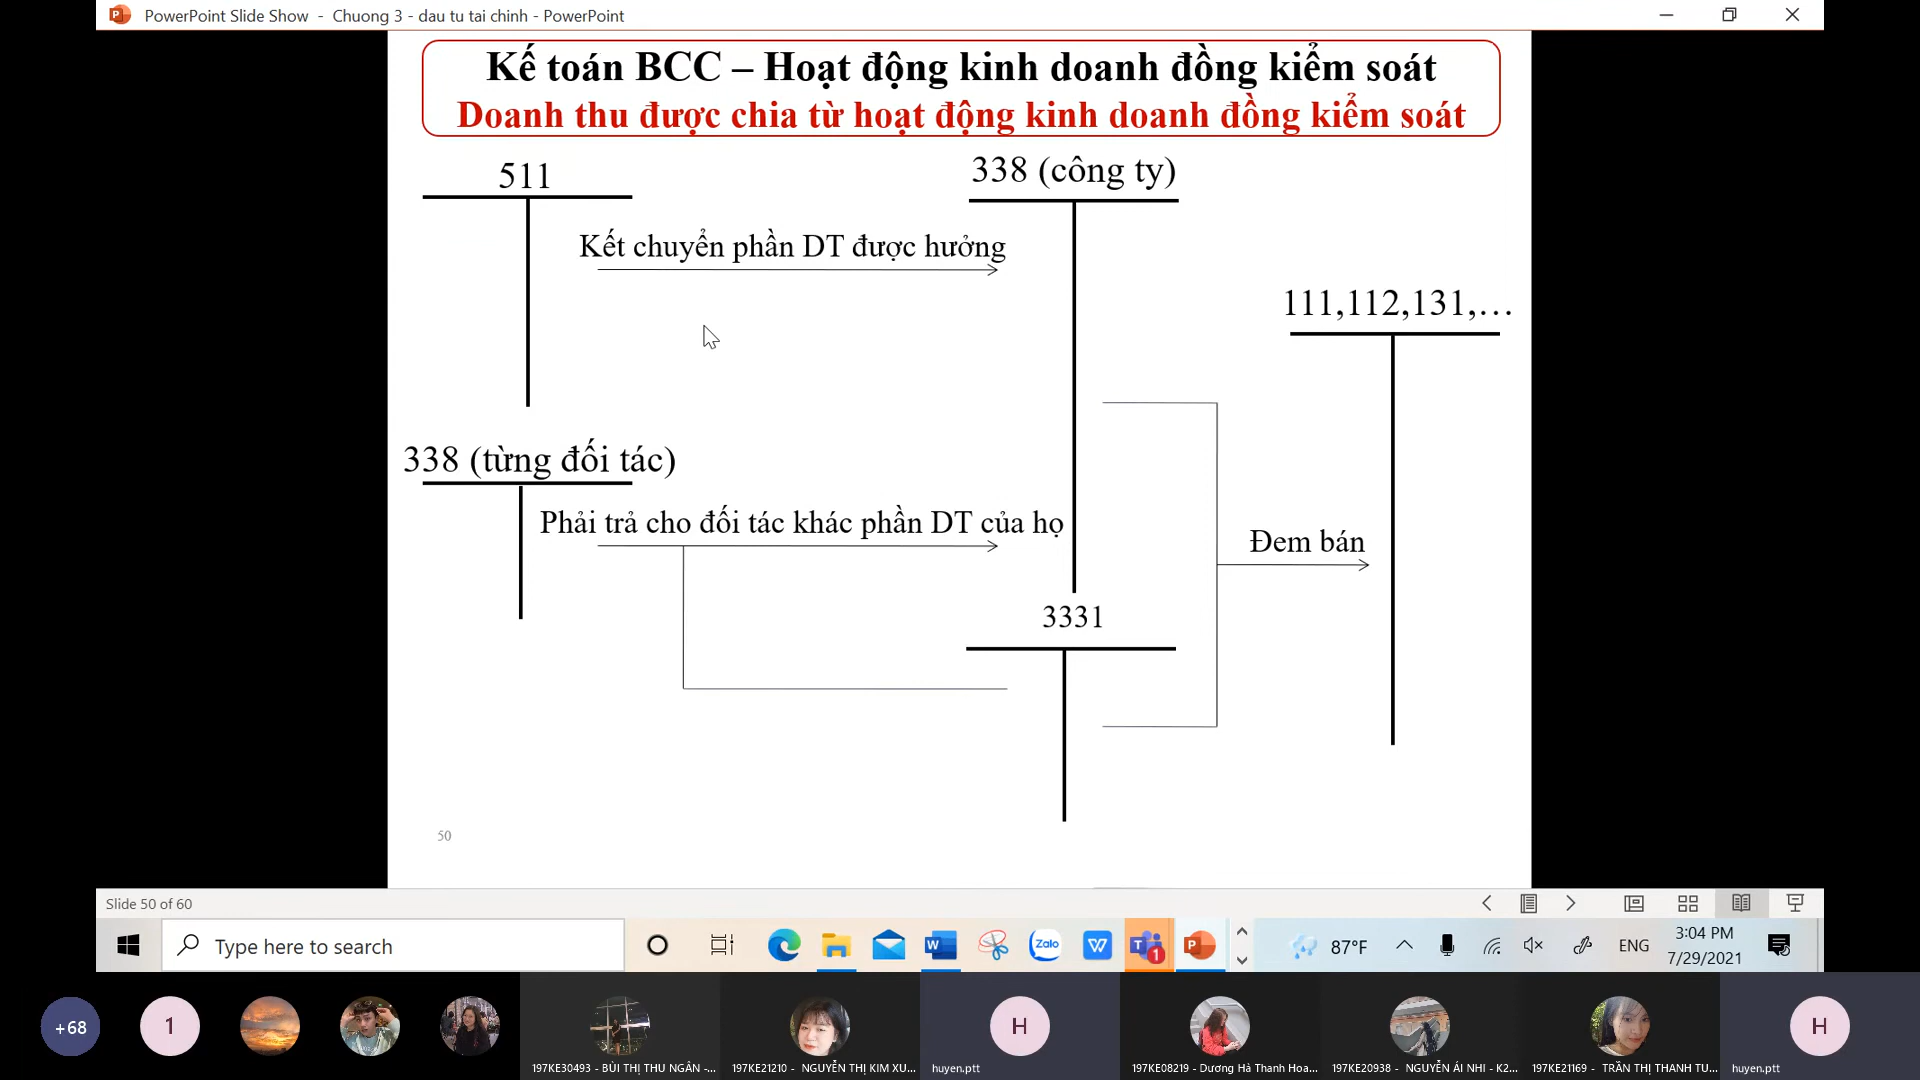 PowerPoint Slide Show - Chuong 3 - dau tu tai chinh - PowerPoint
Kế toán BCC – Hoạt động kinh doanh đồng kiểm soát
Doanh thu được chia từ hoạt động kinh doanh đồng kiểm soát
511
338 (công ty)
Kết chuyển phần DT được hưởng
111,112,131,…
338 (từng đối tác)
Phải trả cho đối tác khác phần DT của họ
Đem bán
3331
50
Slide 50 of 60
Type here to search
Zalo
1
87°F
ENG
3:04 PM
7/29/2021
+68
1
H
H
197KE30493 - BÙI THỊ THU NGÂN -...
197KE21210 - NGUYỄN THỊ KIM XU...
huyen.ptt
197KE08219 - Dương Hà Thanh Hoa...
197KE20938 - NGUYỄN ÁI NHI - K2...
197KE21169 - TRẦN THỊ THANH TU...
huyen.ptt